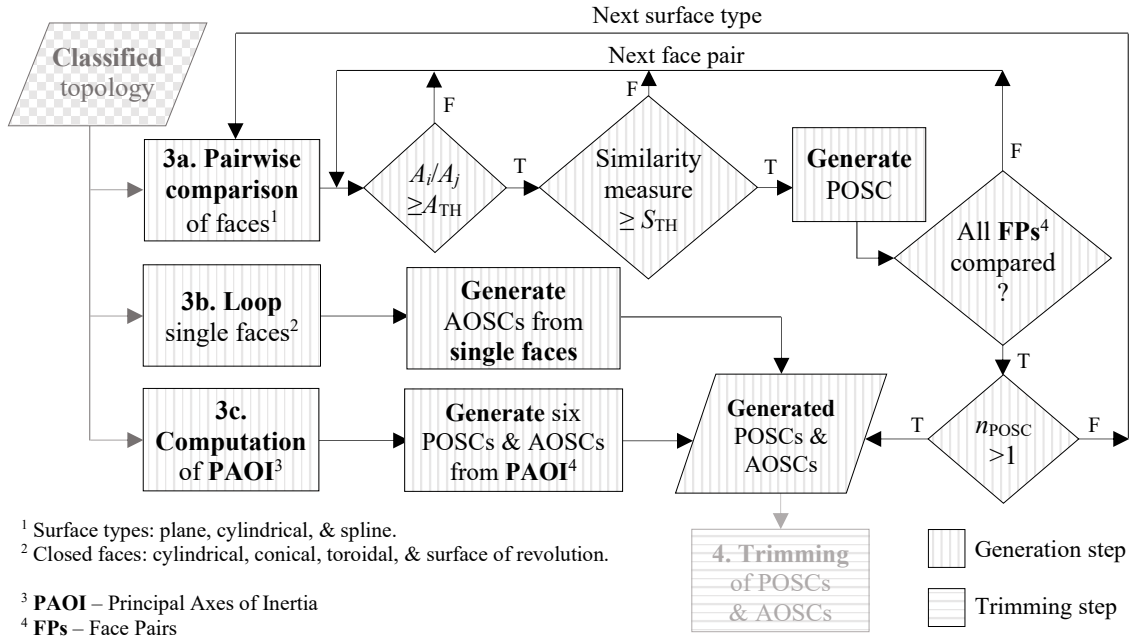 Next surface type
Classified
topology
Next face pair
F
F
3a. Pairwise
comparison
of faces1
Ai/Aj
≥ATH
T
Similarity
measure
≥ STH
T
Generate
POSC
F
All FPs4
compared
?
3b. Loop
single faces2
Generate
AOSCs from
single faces
T
3c.
Computation
of PAOI3
Generate six
POSCs & AOSCs
from PAOI4
Generated
POSCs &
AOSCs
T
nPOSC
>1
F
1 Surface types: plane, cylindrical, & spline.
2 Closed faces: cylindrical, conical, toroidal, & surface of revolution.
3 PAOI – Principal Axes of Inertia
4 FPs – Face Pairs
4. Trimming
of POSCs
& AOSCs
Generation step
Trimming step